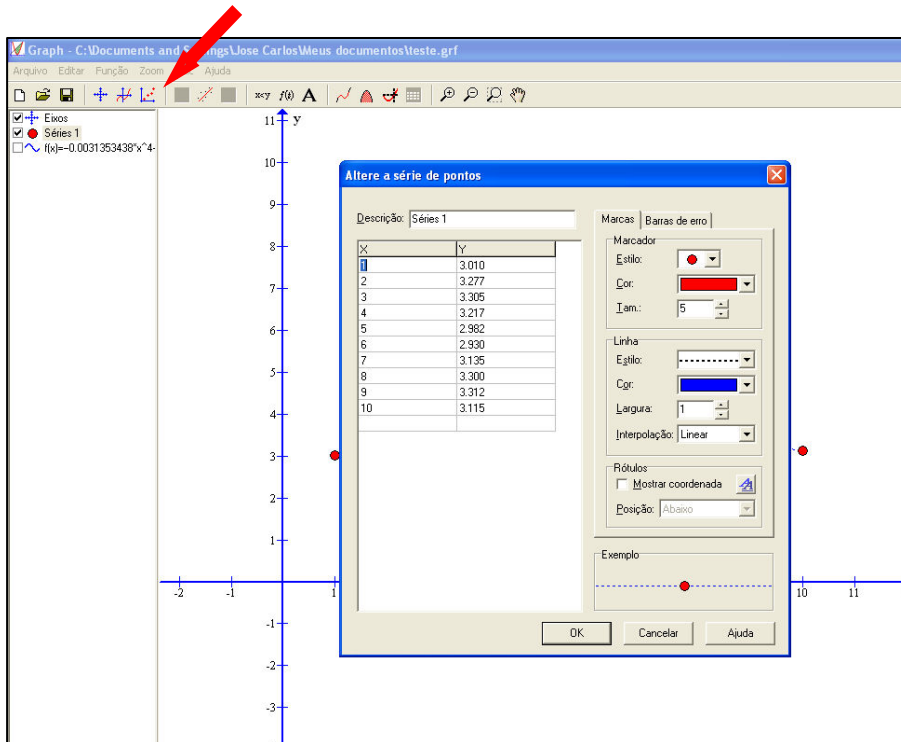 Graph - C:\Documents and Settings\Jose Carlos\Meus documentos\teste.grf
Arquivo Editar Função Zoom Ajuda
x<y f(x) A
Eixos
Séries 1
f(x)=-0.0031353438*x^4-
11 y
10
9
8
7
6
5
4
3
2
1
-2 -1 1 10 11
-1
-2
-3
Altere a série de pontos
Descrição: Séries 1
X Y
1 3.010
2 3.277
3 3.305
4 3.217
5 2.982
6 2.930
7 3.135
8 3.300
9 3.312
10 3.115
Marcas Barras de erro
Marcador
Estilo:
Cor:
Tam.: 5
Linha
Estilo:
Cor:
Largura: 1
Interpolação: Linear
Rótulos
Mostrar coordenada
Posição: Abaixo
Exemplo
OK Cancelar Ajuda